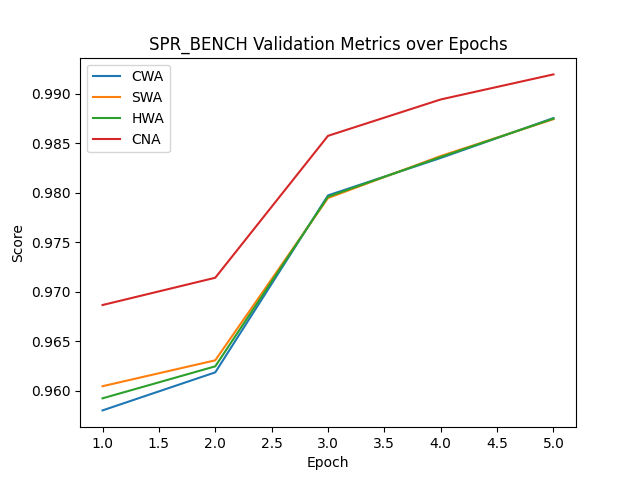 SPR_BENCH Validation Metrics over Epochs
CWA
SWA
HWA
CNA
0.990
0.985
0.980
0.975
0.970
0.965
0.960
Score
1.0 1.5 2.0 2.5 3.0 3.5 4.0 4.5 5.0
Epoch